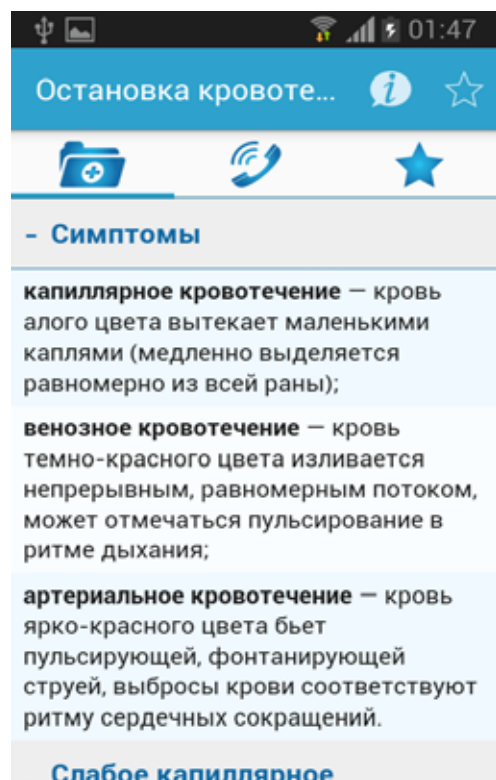 01:47
Остановка кровоте...
- Симптомы
капиллярное кровотечение — кровь
алого цвета вытекает маленькими
каплями (медленно выделяется
равномерно из всей раны);
венозное кровотечение — кровь
темно-красного цвета изливается
непрерывным, равномерным потоком,
может отмечаться пульсирование в
ритме дыхания;
артериальное кровотечение — кровь
ярко-красного цвета бьет
пульсирующей, фонтанирующей
струей, выбросы крови соответствуют
ритму сердечных сокращений.
Слабое капиллярное